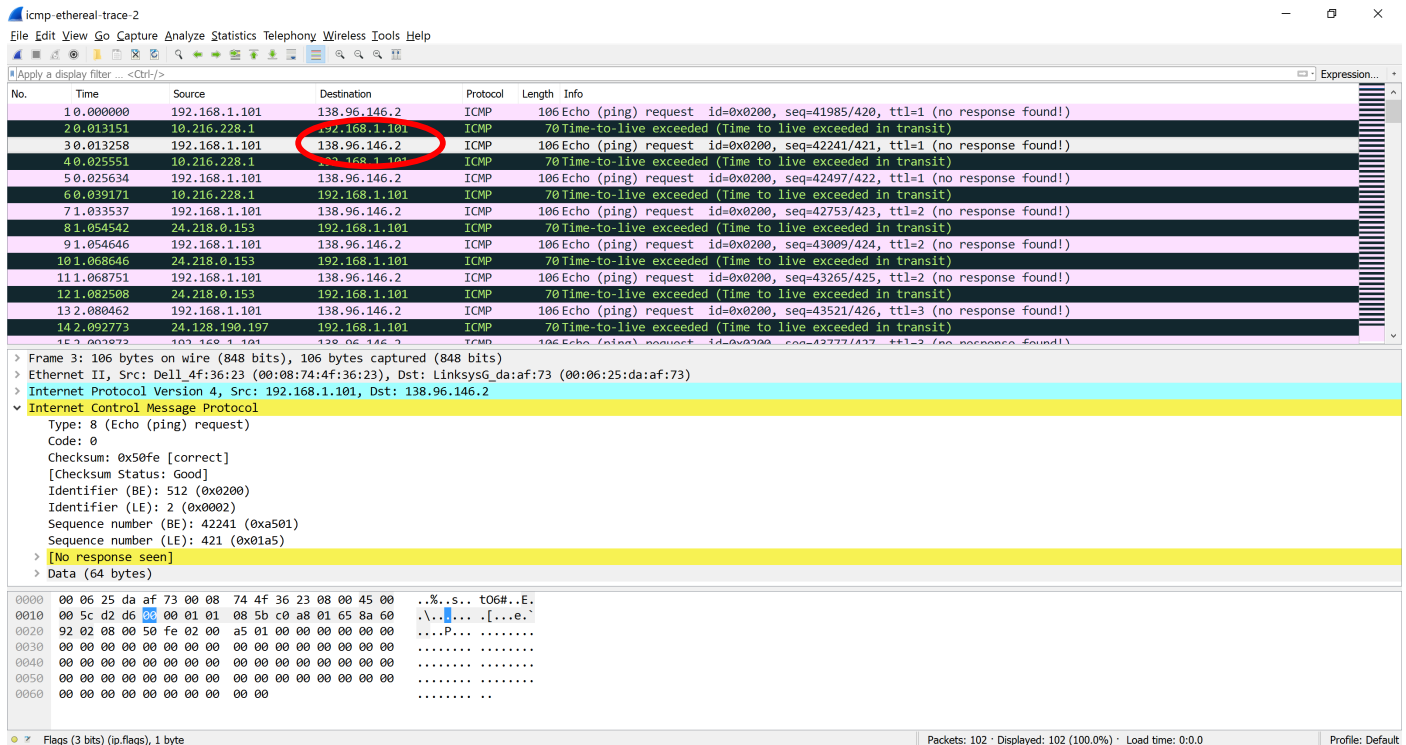 icmp-ethereal-trace-2
File Edit View Go Capture Analyze Statistics Telephony Wireless Tools Help
Apply a display filter ... <Ctrl-/> Expression... +
No. Time Source Destination Protocol Length Info
1 0.000000 192.168.1.101 138.96.146.2 ICMP 106 Echo (ping) request id=0x0200, seq=41985/420, ttl=1 (no response found!)
2 0.013151 10.216.228.1 192.168.1.101 ICMP 70 Time-to-live exceeded (Time to live exceeded in transit)
3 0.013258 192.168.1.101 138.96.146.2 ICMP 106 Echo (ping) request id=0x0200, seq=42241/421, ttl=1 (no response found!)
4 0.025551 10.216.228.1 192.168.1.101 ICMP 70 Time-to-live exceeded (Time to live exceeded in transit)
5 0.025634 192.168.1.101 138.96.146.2 ICMP 106 Echo (ping) request id=0x0200, seq=42497/422, ttl=1 (no response found!)
6 0.039171 10.216.228.1 192.168.1.101 ICMP 70 Time-to-live exceeded (Time to live exceeded in transit)
7 1.033537 192.168.1.101 138.96.146.2 ICMP 106 Echo (ping) request id=0x0200, seq=42753/423, ttl=2 (no response found!)
8 1.054542 24.218.0.153 192.168.1.101 ICMP 70 Time-to-live exceeded (Time to live exceeded in transit)
9 1.054646 192.168.1.101 138.96.146.2 ICMP 106 Echo (ping) request id=0x0200, seq=43009/424, ttl=2 (no response found!)
10 1.068646 24.218.0.153 192.168.1.101 ICMP 70 Time-to-live exceeded (Time to live exceeded in transit)
11 1.068751 192.168.1.101 138.96.146.2 ICMP 106 Echo (ping) request id=0x0200, seq=43265/425, ttl=2 (no response found!)
12 1.082508 24.218.0.153 192.168.1.101 ICMP 70 Time-to-live exceeded (Time to live exceeded in transit)
13 2.080462 192.168.1.101 138.96.146.2 ICMP 106 Echo (ping) request id=0x0200, seq=43521/426, ttl=3 (no response found!)
14 2.092773 24.128.190.197 192.168.1.101 ICMP 70 Time-to-live exceeded (Time to live exceeded in transit)
15 2.092873 192.168.1.101 138.96.146.2 ICMP 106 Echo (ping) request id=0x0200, seq=43777/427, ttl=3 (no response found!)
Frame 3: 106 bytes on wire (848 bits), 106 bytes captured (848 bits)
Ethernet II, Src: Dell_4f:36:23 (00:08:74:4f:36:23), Dst: LinksysG_da:af:73 (00:06:25:da:af:73)
Internet Protocol Version 4, Src: 192.168.1.101, Dst: 138.96.146.2
Internet Control Message Protocol
Type: 8 (Echo (ping) request)
Code: 0
Checksum: 0x50fe [correct]
[Checksum Status: Good]
Identifier (BE): 512 (0x0200)
Identifier (LE): 2 (0x0002)
Sequence number (BE): 42241 (0xa501)
Sequence number (LE): 421 (0x01a5)
[No response seen]
Data (64 bytes)
0000 00 06 25 da af 73 00 08 74 4f 36 23 08 00 45 00 ..%..s.. tO6#..E.
0010 00 5c d2 d6 00 00 01 01 08 5b c0 a8 01 65 8a 60 .\...... .[...e.`
0020 92 02 08 00 50 fe 02 00 a5 01 00 00 00 00 00 00 ....P... ........
0030 00 00 00 00 00 00 00 00 00 00 00 00 00 00 00 00 ........ ........
0040 00 00 00 00 00 00 00 00 00 00 00 00 00 00 00 00 ........ ........
0050 00 00 00 00 00 00 00 00 00 00 00 00 00 00 00 00 ........ ........
0060 00 00 00 00 00 00 00 00 00 00 ........ ..
Flags (3 bits) (ip.flags), 1 byte Packets: 102 · Displayed: 102 (100.0%) · Load time: 0:0.0 Profile: Default